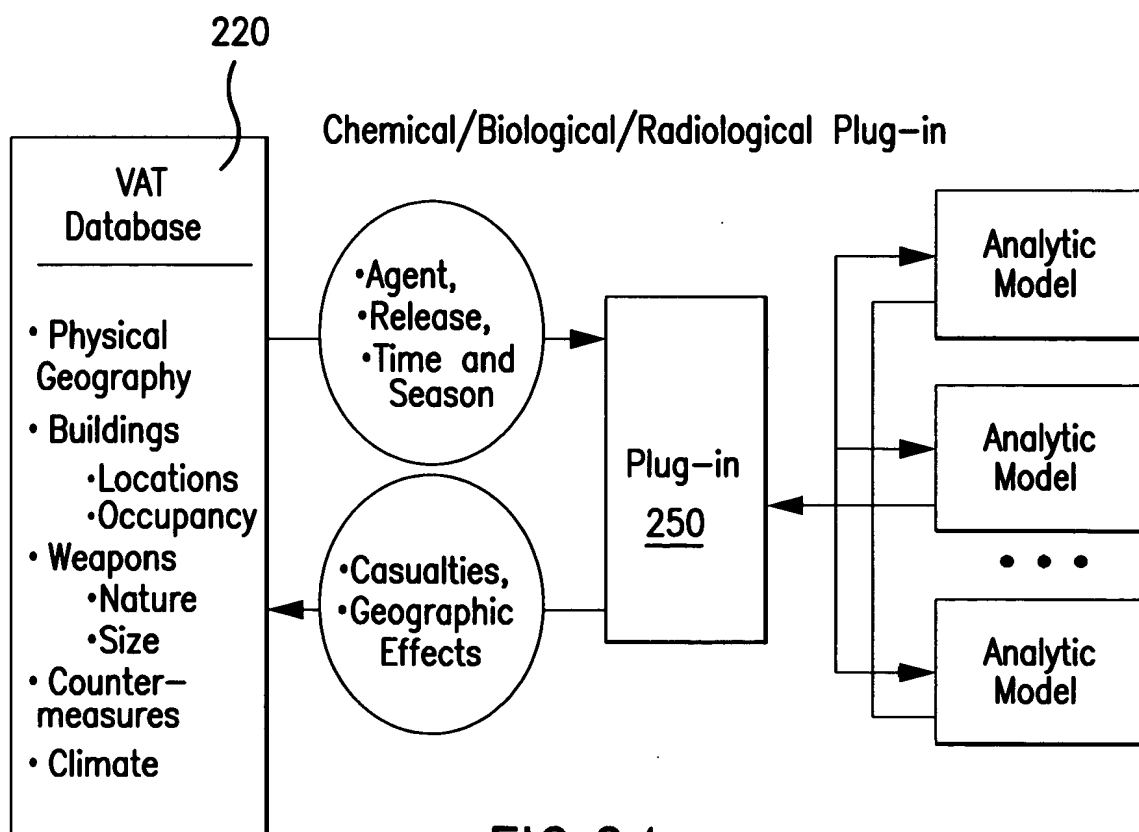 220
Chemical/Biological/Radiological Plug-in
VAT
Database
• Physical
Geography
• Buildings
•Locations
•Occupancy
• Weapons
•Nature
•Size
• Counter-
measures
• Climate
•Agent,
•Release,
•Time and
Season
•Casualties,
•Geographic
Effects
Plug-in
250
Analytic
Model
Analytic
Model
• • •
Analytic
Model